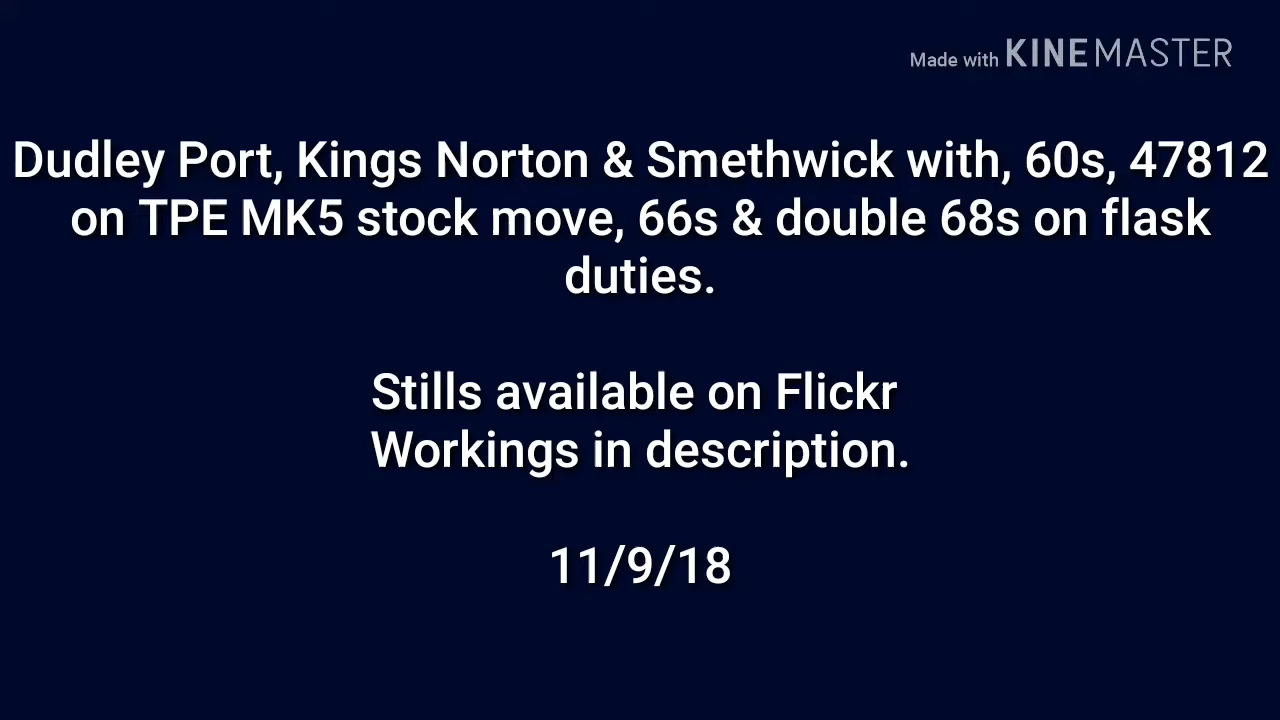 Made with KINEMASTER
Dudley Port, Kings Norton & Smethwick with, 60s, 47812
on TPE MK5 stock move, 66s & double 68s on flask
duties.
Stills available on Flickr
Workings in description.
11/9/18